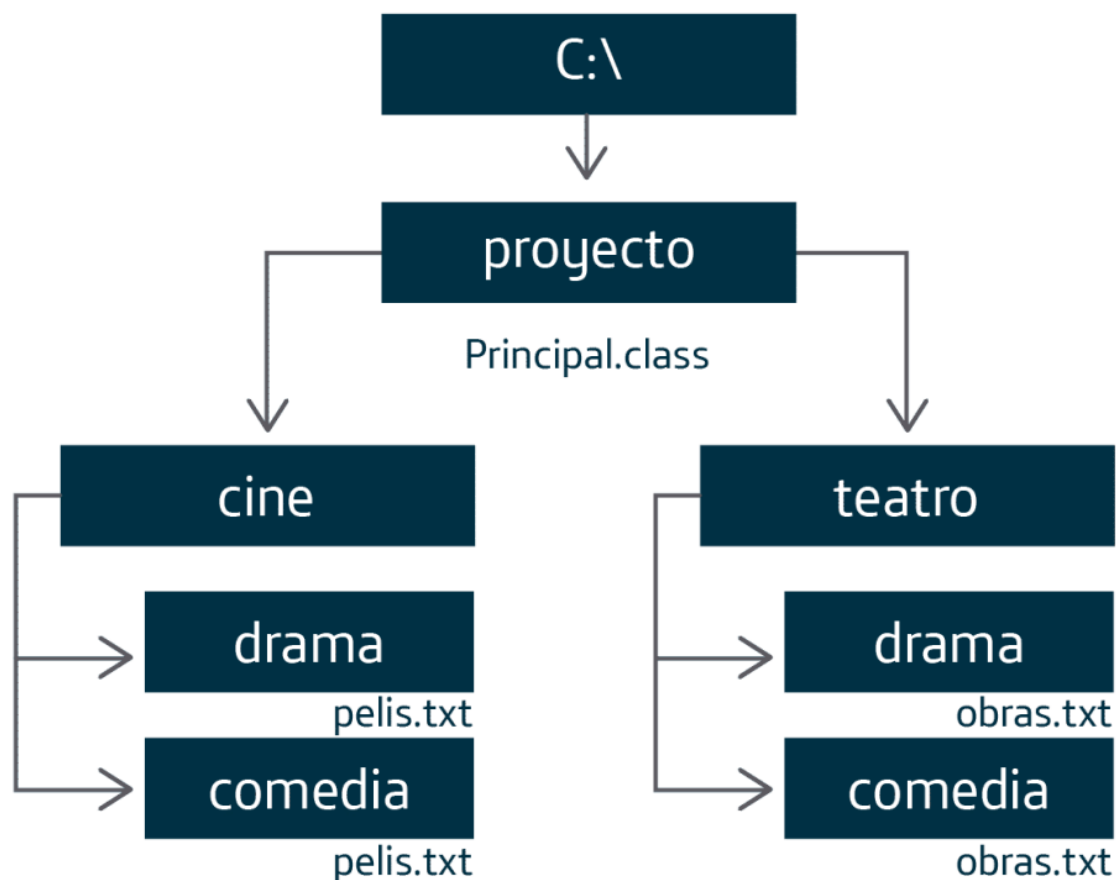 C:\
proyecto
Principal.class
cine
teatro
drama
drama
pelis.txt
obras.txt
comedia
comedia
pelis.txt
obras.txt